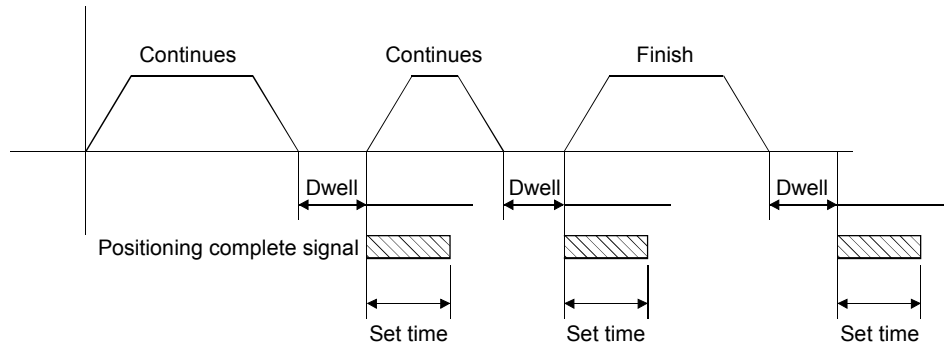 Continues
Continues
Finish
Dwell
Dwell
Dwell
Positioning complete signal
Set time
Set time
Set time